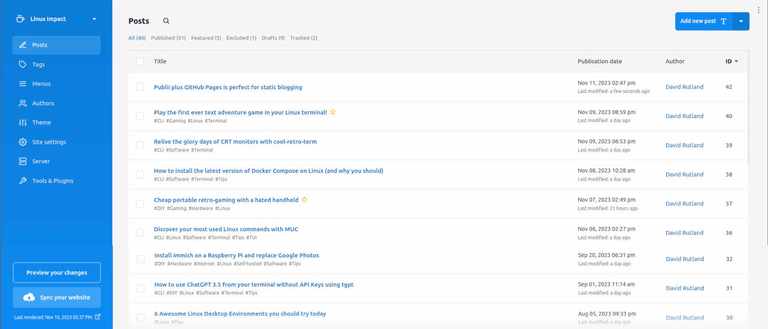 Linux Impact
Posts
Tags
Menus
Authors
Theme
Site settings
Server
Tools & Plugins
Preview your changes
Sync your website
Last rendered: Nov 10, 2023 05:37 PM
Posts
Add new post
All (40) Published (31) Featured (3) Excluded (1) Drafts (9) Trashed (2)
Title Publication date Author ID
Publii plus GitHub Pages is perfect for static blogging Nov 11, 2023 02:47 pm David Rutland 42
Last modified: a few seconds ago
Play the first ever text adventure game in your Linux terminal! Nov 09, 2023 08:59 pm David Rutland 40
#CLI #Gaming #Linux #Terminal Last modified: a day ago
Relive the glory days of CRT monitors with cool-retro-term Nov 09, 2023 06:53 pm David Rutland 39
#CLI #Software #Terminal Last modified: a day ago
How to install the latest version of Docker Compose on Linux (and why you should) Nov 08, 2023 10:28 am David Rutland 38
#CLI #Software #Terminal #Tips Last modified: a day ago
Cheap portable retro-gaming with a hated handheld Nov 07, 2023 02:49 pm David Rutland 37
#DIY #Gaming #Hardware #Linux Last modified: 21 hours ago
Discover your most used Linux commands with MUC Nov 06, 2023 02:27 pm David Rutland 36
#CLI #Linux #Software #Terminal #Tips #TUI Last modified: a day ago
Install Immich on a Raspberry Pi and replace Google Photos Sep 20, 2023 06:03 pm David Rutland 32
#DIY #Hardware #Internet #Linux #Selfhosted #Software #Tips Last modified: a day ago
How to use ChatGPT 3.5 from your terminal without API Keys using tgpt Sep 01, 2023 11:14 am David Rutland 31
#CLI #DIY #Linux #Software #Terminal #Tips Last modified: a day ago
6 Awesome Linux Desktop Environments you should try today Aug 05, 2023 09:33 pm David Rutland 30
#Linux #Tips Last modified: a day ago